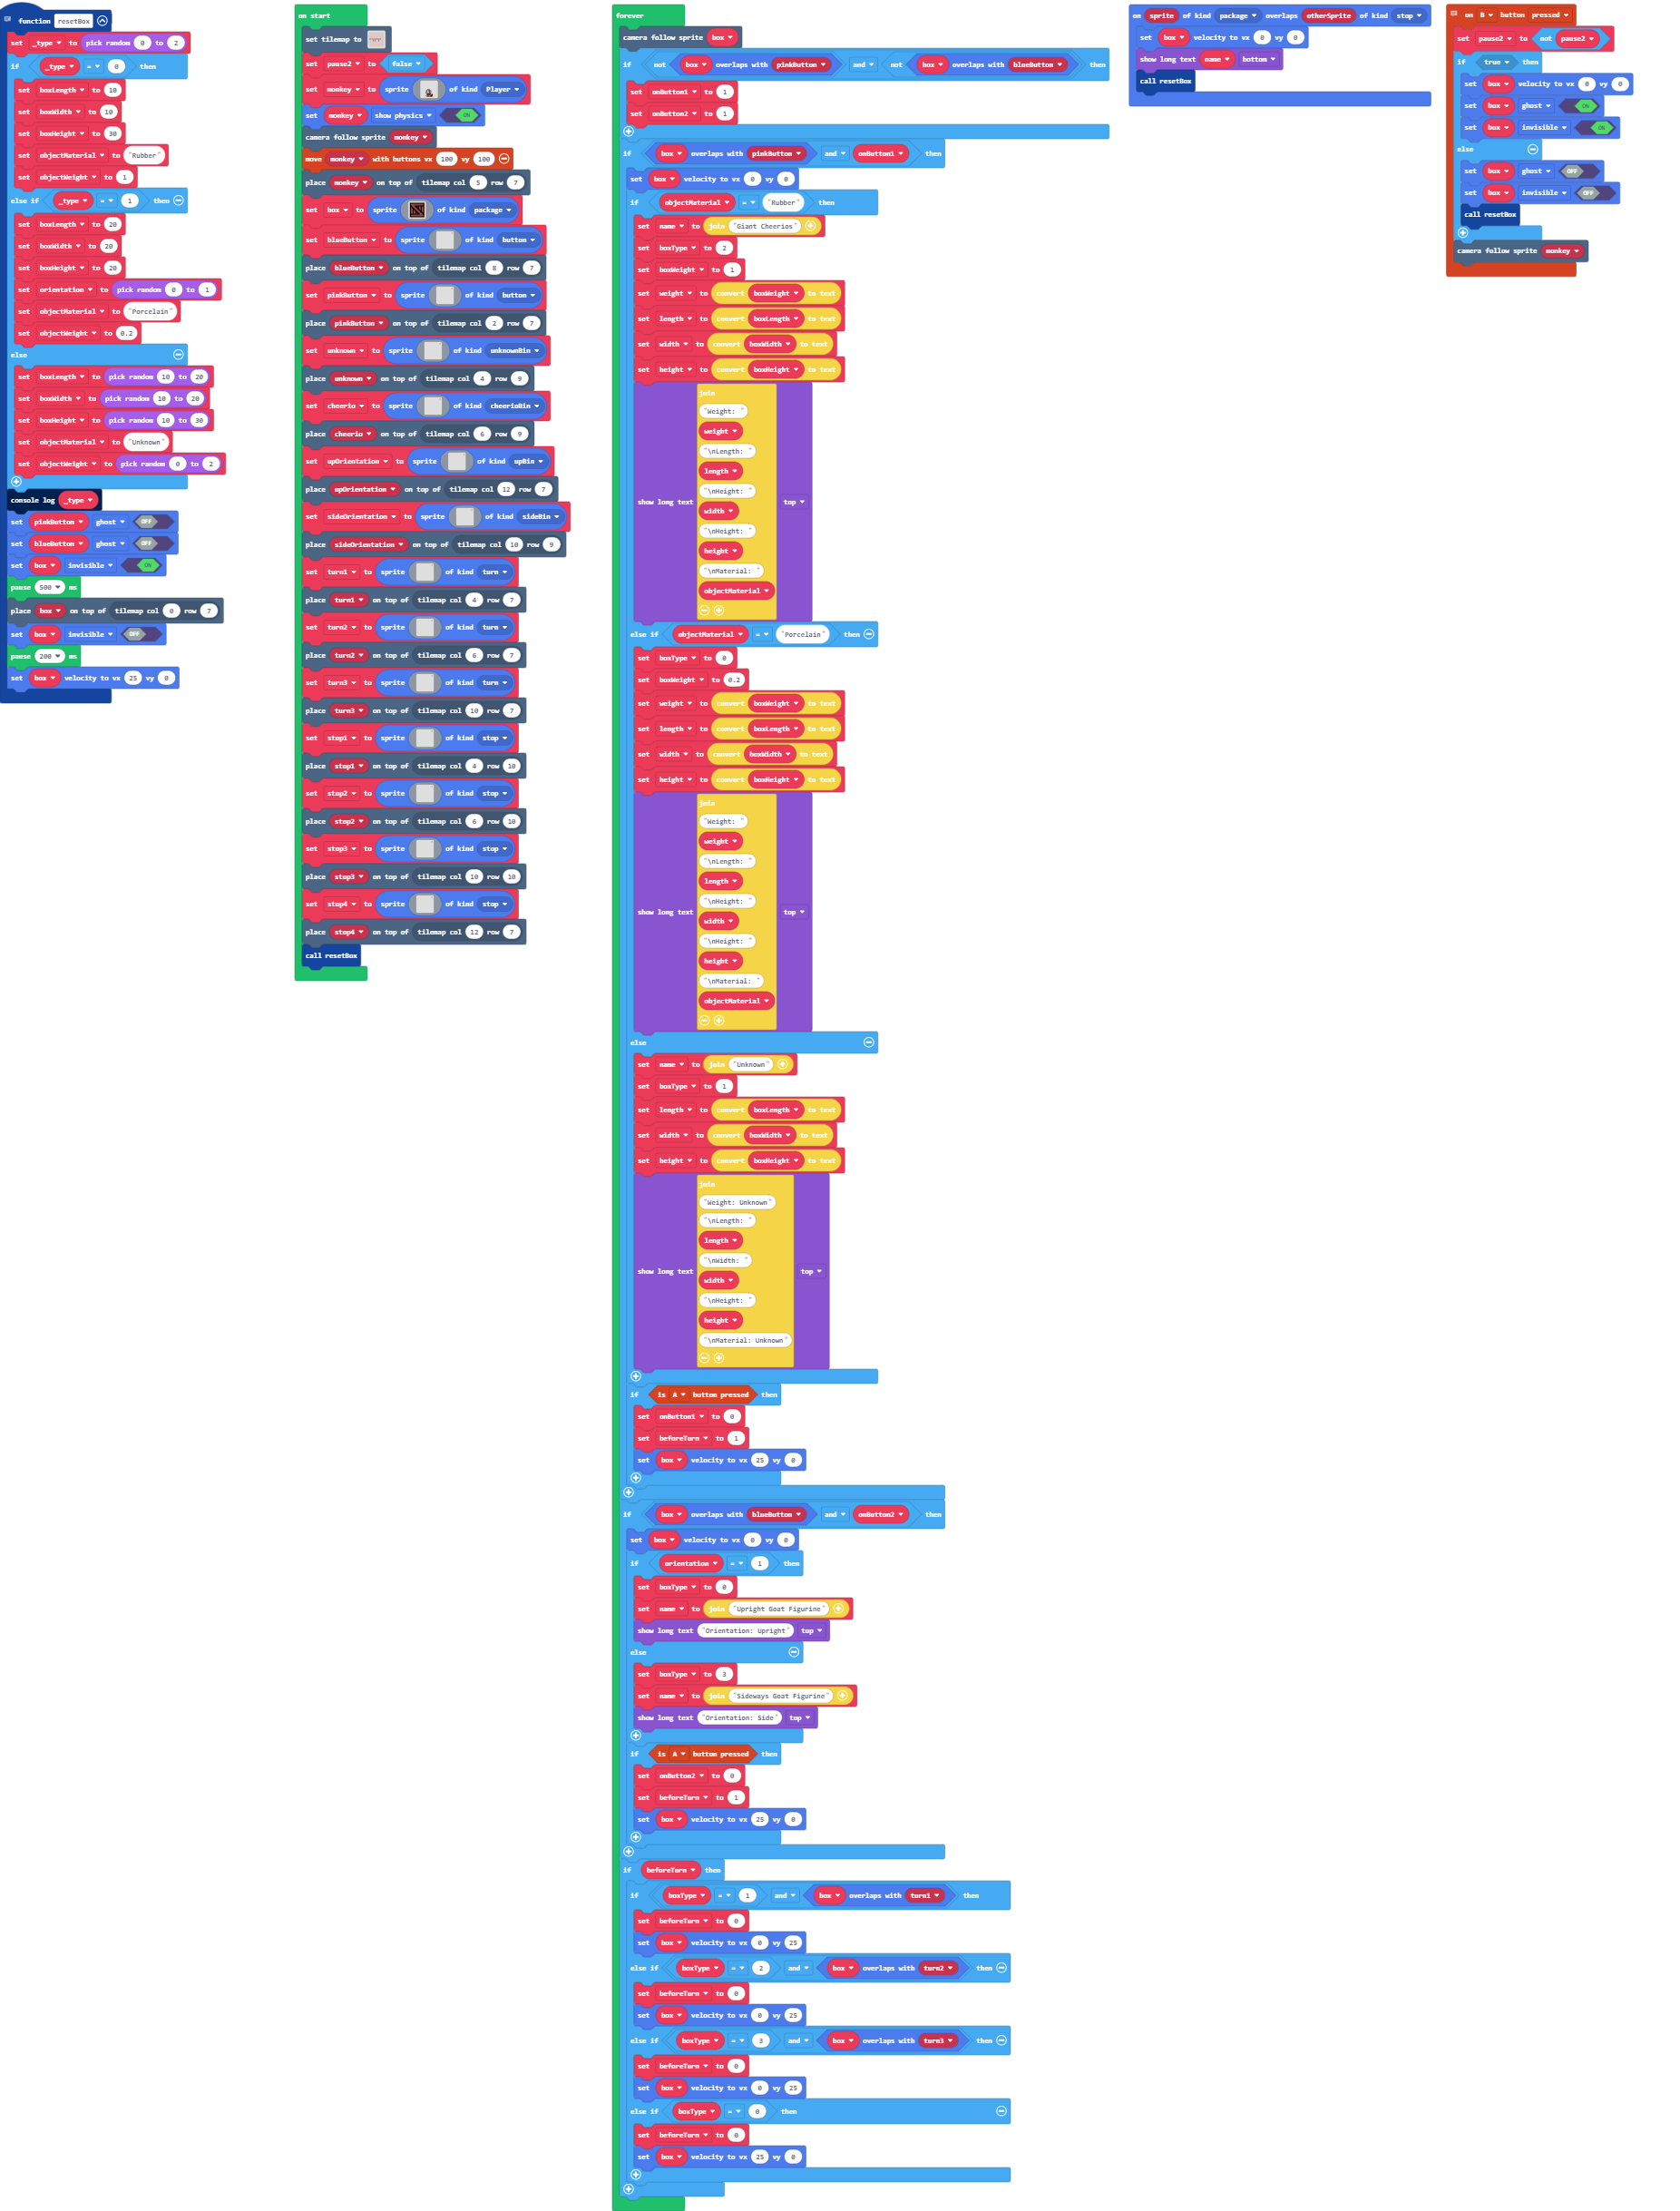 function resetBox
set _type to pick random 0 to 2
if _type = 0 then
set boxLength to 10
set boxWidth to 10
set boxHeight to 30
set objectMaterial to "Rubber"
set objectWeight to 1
else if _type = 1 then
set boxLength to 20
set boxWidth to 20
set boxHeight to 20
set orientation to pick random 0 to 1
set objectMaterial to "Porcelain"
set objectWeight to 0.2
else
set boxLength to pick random 10 to 20
set boxWidth to pick random 10 to 20
set boxHeight to pick random 10 to 30
set objectMaterial to "Unknown"
set objectWeight to pick random 0 to 2
console log _type
set pinkButton ghost OFF
set blueButton ghost OFF
set box invisible ON
pause 500 ms
place box on top of tilemap col 0 row 7
set box invisible OFF
pause 200 ms
set box velocity to vx 25 vy 0
on start
set tilemap to
set pause2 to false
set monkey to sprite of kind Player
set monkey show physics ON
camera follow sprite monkey
move monkey with buttons vx 100 vy 100
place monkey on top of tilemap col 5 row 7
set box to sprite of kind package
set blueButton to sprite of kind button
place blueButton on top of tilemap col 8 row 7
set pinkButton to sprite of kind button
place pinkButton on top of tilemap col 2 row 7
set unknown to sprite of kind unknownBin
place unknown on top of tilemap col 4 row 9
set cheerio to sprite of kind cheerioBin
place cheerio on top of tilemap col 6 row 9
set upOrientation to sprite of kind upBin
place upOrientation on top of tilemap col 12 row 7
set sideOrientation to sprite of kind sideBin
place sideOrientation on top of tilemap col 10 row 9
set turn1 to sprite of kind turn
place turn1 on top of tilemap col 4 row 7
set turn2 to sprite of kind turn
place turn2 on top of tilemap col 6 row 7
set turn3 to sprite of kind turn
place turn3 on top of tilemap col 10 row 7
set stop1 to sprite of kind stop
place stop1 on top of tilemap col 4 row 10
set stop2 to sprite of kind stop
place stop2 on top of tilemap col 6 row 10
set stop3 to sprite of kind stop
place stop3 on top of tilemap col 10 row 10
set stop4 to sprite of kind stop
place stop4 on top of tilemap col 12 row 7
call resetBox
forever
camera follow sprite box
if not box overlaps with pinkButton and not box overlaps with blueButton then
set onButton1 to 1
set onButton2 to 1
if box overlaps with pinkButton and onButton1 then
set box velocity to vx 0 vy 0
if objectMaterial = "Rubber" then
set name to join "Giant Cheerios"
set boxType to 2
set boxWeight to 1
set weight to convert boxWeight to text
set length to convert boxLength to text
set width to convert boxWidth to text
set height to convert boxHeight to text
join
"Weight: "
weight
"\nLength: "
length
"\nHeight: "
show long text width top
"\nHeight: "
height
"\nMaterial: "
objectMaterial
else if objectMaterial = "Porcelain" then
set boxType to 0
set boxWeight to 0.2
set weight to convert boxWeight to text
set length to convert boxLength to text
set width to convert boxWidth to text
set height to convert boxHeight to text
join
"Weight: "
weight
"\nLength: "
length
"\nHeight: "
show long text width top
"\nHeight: "
height
"\nMaterial: "
objectMaterial
else
set name to join "Unknown"
set boxType to 1
set length to convert boxLength to text
set width to convert boxWidth to text
set height to convert boxHeight to text
join
"Weight: Unknown"
"\nLength: "
length
"\nWidth: "
show long text width top
"\nHeight: "
height
"\nMaterial: Unknown"
if is A button pressed then
set onButton1 to 0
set beforeTurn to 1
set box velocity to vx 25 vy 0
if box overlaps with blueButton and onButton2 then
set box velocity to vx 0 vy 0
if orientation = 1 then
set boxType to 0
set name to join "Upright Goat Figurine"
show long text "Orientation: Upright" top
else
set boxType to 3
set name to join "Sideways Goat Figurine"
show long text "Orientation: Side" top
if is A button pressed then
set onButton2 to 0
set beforeTurn to 1
set box velocity to vx 25 vy 0
if beforeTurn then
if boxType = 1 and box overlaps with turn1 then
set beforeTurn to 0
set box velocity to vx 0 vy 25
else if boxType = 2 and box overlaps with turn2 then
set beforeTurn to 0
set box velocity to vx 0 vy 25
else if boxType = 3 and box overlaps with turn3 then
set beforeTurn to 0
set box velocity to vx 0 vy 25
else if boxType = 0 then
set beforeTurn to 0
set box velocity to vx 25 vy 0
on sprite of kind package overlaps otherSprite of kind stop
set box velocity to vx 0 vy 0
show long text name bottom
call resetBox
on B button pressed
set pause2 to not pause2
if true then
set box velocity to vx 0 vy 0
set box ghost ON
set box invisible ON
else
set box ghost OFF
set box invisible OFF
call resetBox
camera follow sprite monkey